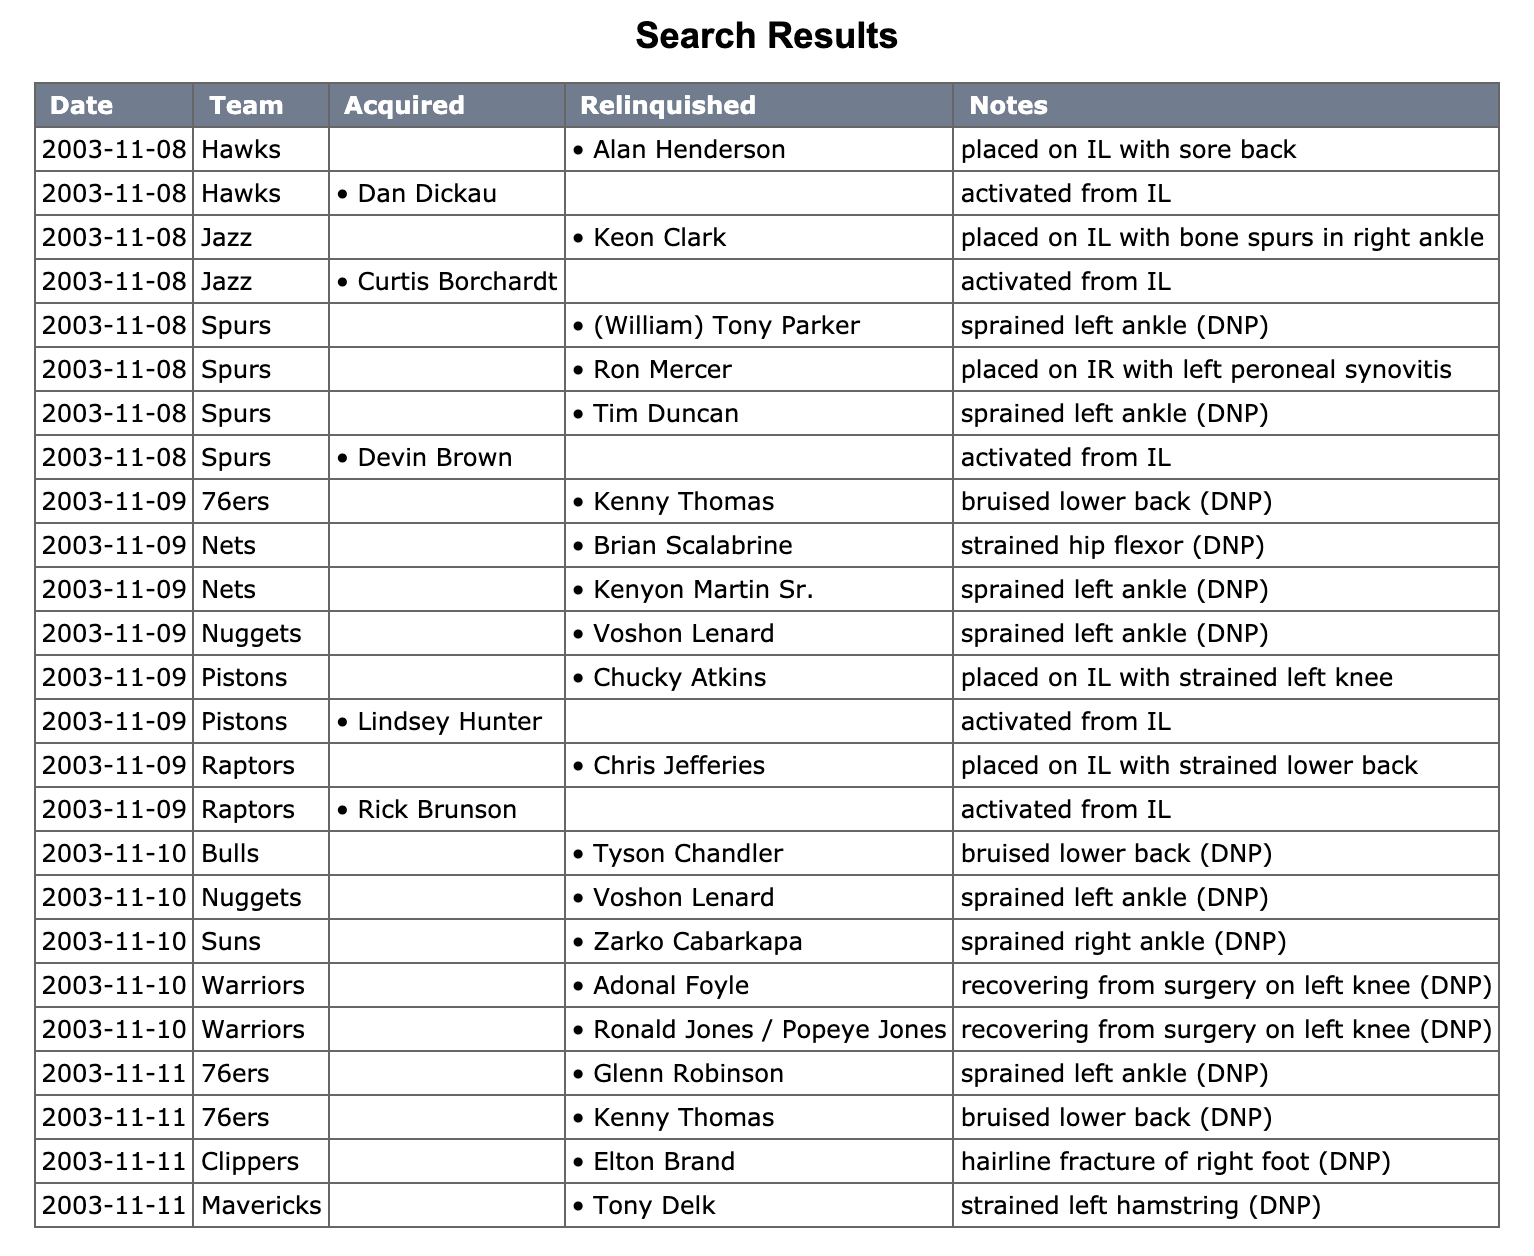 Search Results
Date Team Acquired Relinquished Notes
2003-11-08 Hawks • Alan Henderson placed on IL with sore back
2003-11-08 Hawks • Dan Dickau activated from IL
2003-11-08 Jazz • Keon Clark placed on IL with bone spurs in right ankle
2003-11-08 Jazz • Curtis Borchardt activated from IL
2003-11-08 Spurs • (William) Tony Parker sprained left ankle (DNP)
2003-11-08 Spurs • Ron Mercer placed on IR with left peroneal synovitis
2003-11-08 Spurs • Tim Duncan sprained left ankle (DNP)
2003-11-08 Spurs • Devin Brown activated from IL
2003-11-09 76ers • Kenny Thomas bruised lower back (DNP)
2003-11-09 Nets • Brian Scalabrine strained hip flexor (DNP)
2003-11-09 Nets • Kenyon Martin Sr. sprained left ankle (DNP)
2003-11-09 Nuggets • Voshon Lenard sprained left ankle (DNP)
2003-11-09 Pistons • Chucky Atkins placed on IL with strained left knee
2003-11-09 Pistons • Lindsey Hunter activated from IL
2003-11-09 Raptors • Chris Jefferies placed on IL with strained lower back
2003-11-09 Raptors • Rick Brunson activated from IL
2003-11-10 Bulls • Tyson Chandler bruised lower back (DNP)
2003-11-10 Nuggets • Voshon Lenard sprained left ankle (DNP)
2003-11-10 Suns • Zarko Cabarkapa sprained right ankle (DNP)
2003-11-10 Warriors • Adonal Foyle recovering from surgery on left knee (DNP)
2003-11-10 Warriors • Ronald Jones / Popeye Jones recovering from surgery on left knee (DNP)
2003-11-11 76ers • Glenn Robinson sprained left ankle (DNP)
2003-11-11 76ers • Kenny Thomas bruised lower back (DNP)
2003-11-11 Clippers • Elton Brand hairline fracture of right foot (DNP)
2003-11-11 Mavericks • Tony Delk strained left hamstring (DNP)